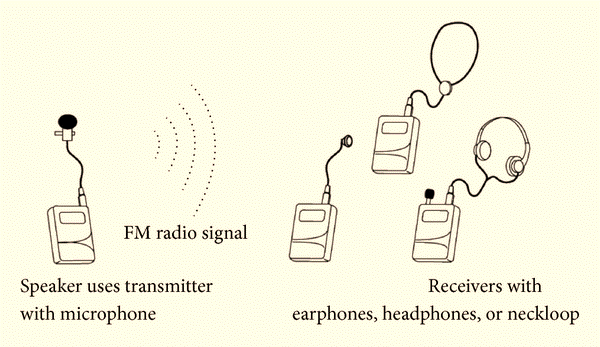 FM radio signal
Speaker uses transmitter
with microphone
Receivers with
earphones, headphones, or neckloop